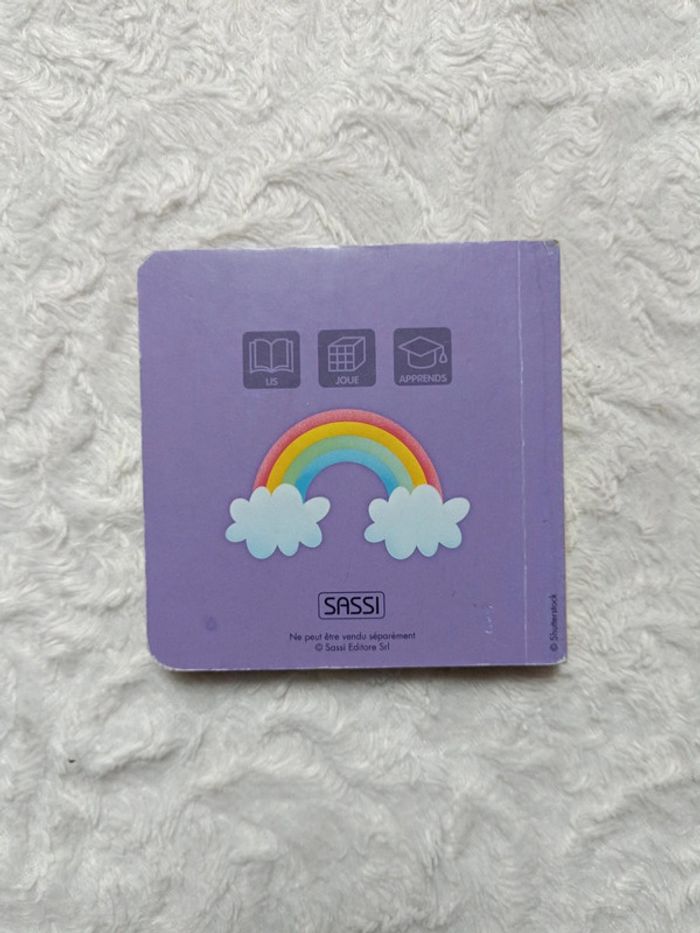 LIS
JOUE
APPRENDS
SASSI
Ne peut être vendu séparément
© Sassi Editore Srl
© Shutterstock